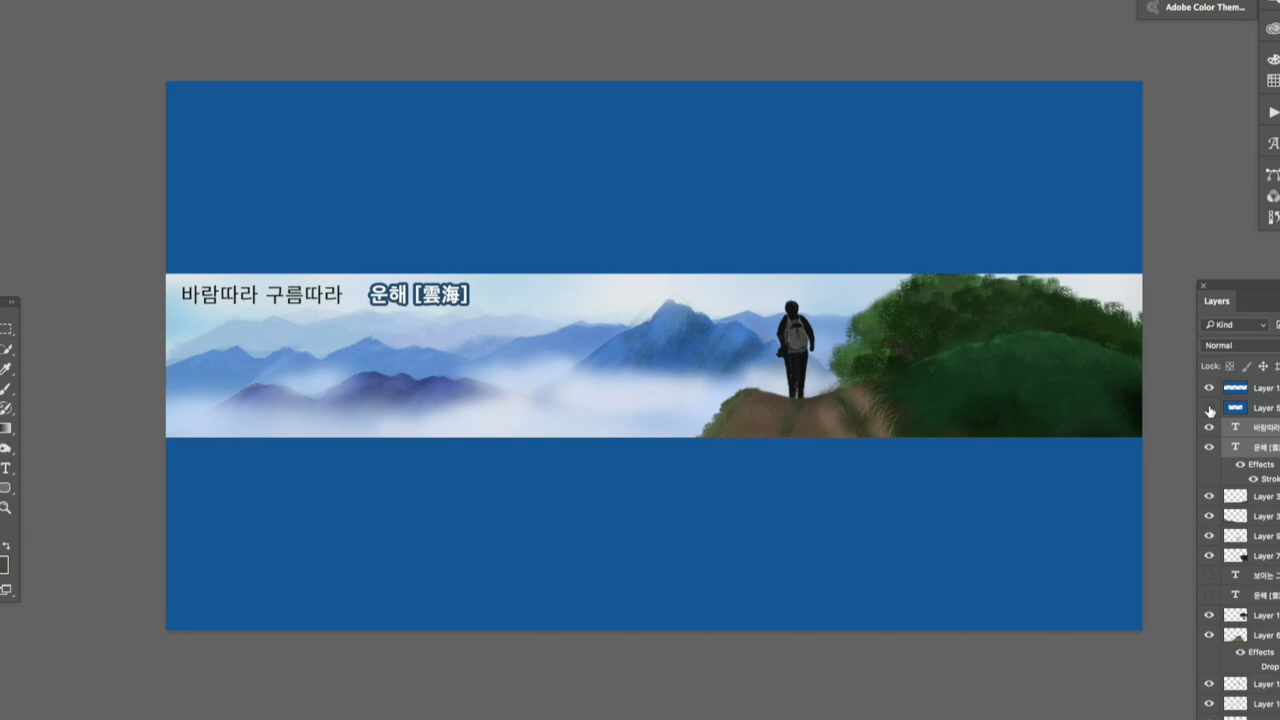 Adobe Color Them...
바람따라 구름따라 운해 [雲海]
Layers
Kind
Normal
Lock:
Layer 1
Layer 5
바람따라
운해 [雲
Effects
Strok
Layer 3
Layer 3
Layer 9
Layer 7
보이는 그
운해 [雲
Layer 1
Layer 6
Effects
Drop
Layer 1
Layer 1